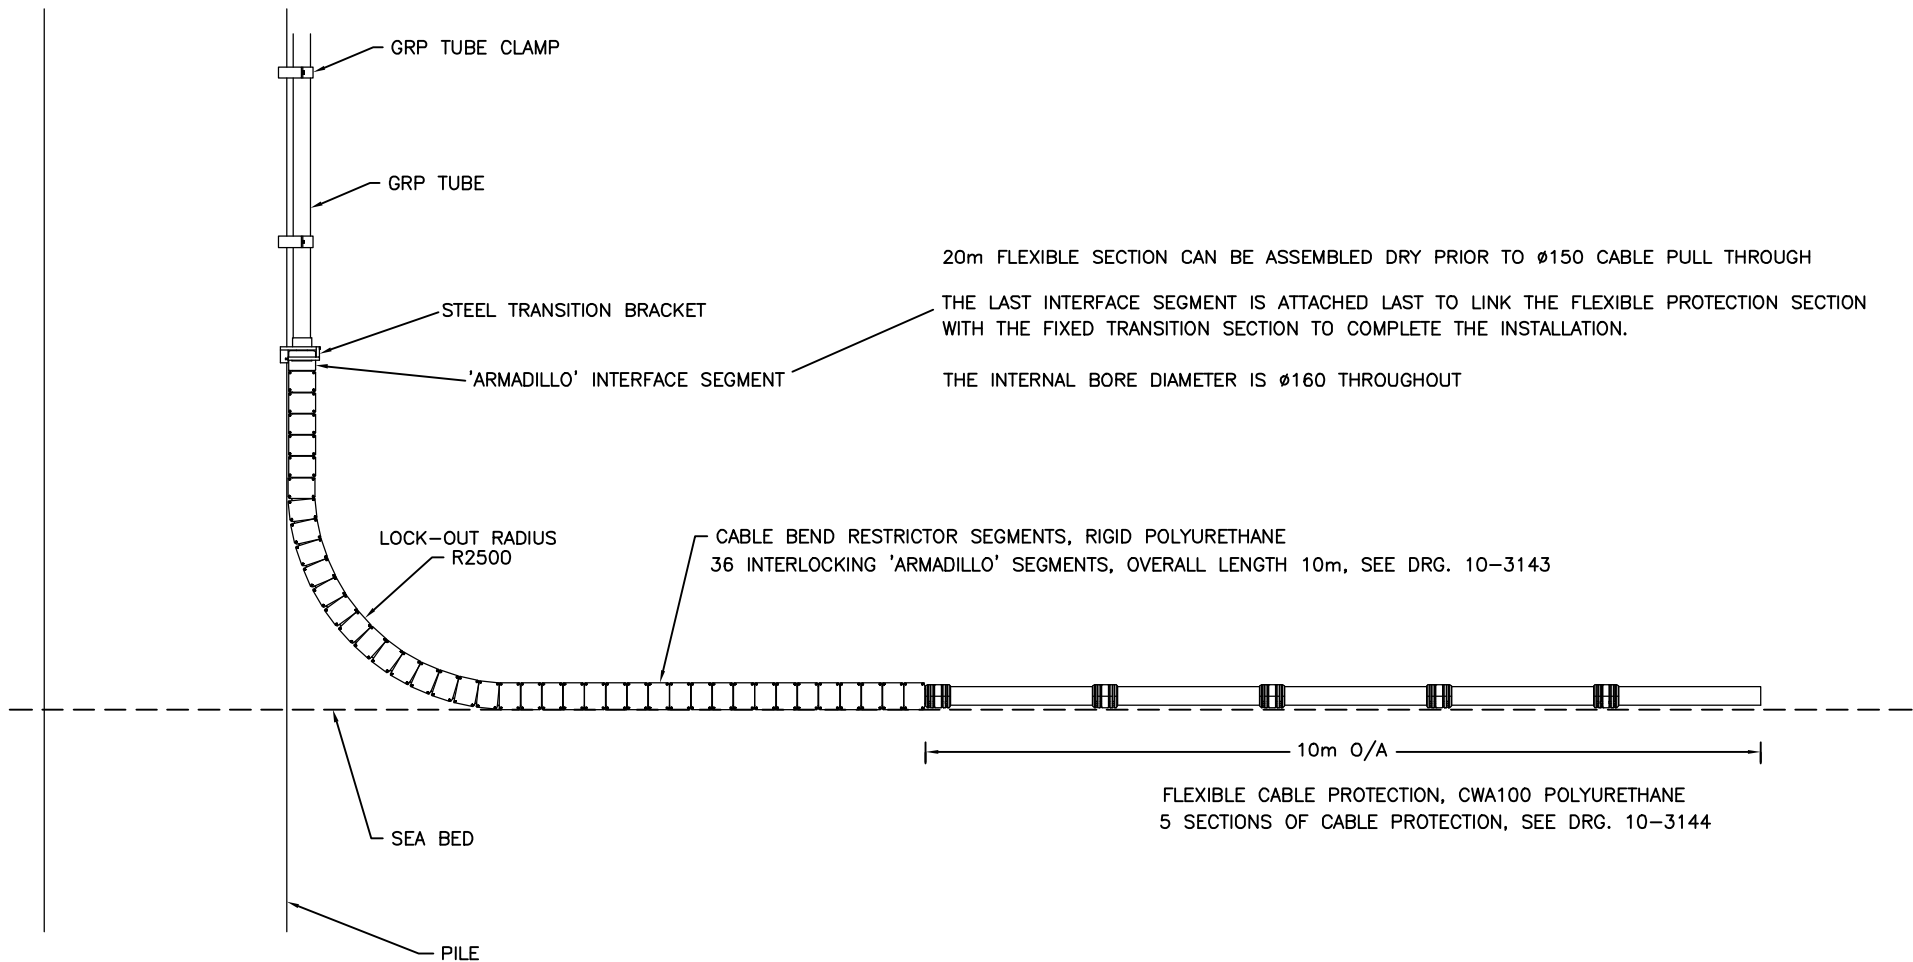 GRP TUBE CLAMP
GRP TUBE
20m FLEXIBLE SECTION CAN BE ASSEMBLED DRY PRIOR TO ø150 CABLE PULL THROUGH
THE LAST INTERFACE SEGMENT IS ATTACHED LAST TO LINK THE FLEXIBLE PROTECTION SECTION
WITH THE FIXED TRANSITION SECTION TO COMPLETE THE INSTALLATION.
STEEL TRANSITION BRACKET
'ARMADILLO' INTERFACE SEGMENT
THE INTERNAL BORE DIAMETER IS ø160 THROUGHOUT
LOCK-OUT RADIUS
R2500
CABLE BEND RESTRICTOR SEGMENTS, RIGID POLYURETHANE
36 INTERLOCKING 'ARMADILLO' SEGMENTS, OVERALL LENGTH 10m, SEE DRG. 10-3143
10m O/A
FLEXIBLE CABLE PROTECTION, CWA100 POLYURETHANE
5 SECTIONS OF CABLE PROTECTION, SEE DRG. 10-3144
SEA BED
PILE